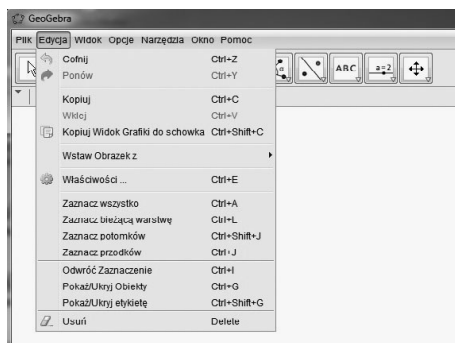 GeoGebra
Plik Edycja Widok Opcje Narzędzia Okno Pomoc
Cofnij Ctrl+Z
Ponów Ctrl+Y
ABC a=2
Kopiuj Ctrl+C
Wklej Ctrl+V
Kopiuj Widok Grafiki do schowka Ctrl+Shift+C
Wstaw Obrazek z
Właściwości ... Ctrl+E
Zaznacz wszystko Ctrl+A
Zaznacz bieżącą warstwę Ctrl+L
Zaznacz potomków Ctrl+Shift+J
Zaznacz przodków Ctrl+J
Odwróć Zaznaczenie Ctrl+I
Pokaż/Ukryj Obiekty Ctrl+G
Pokaż/Ukryj etykietę Ctrl+Shift+G
Usuń Delete